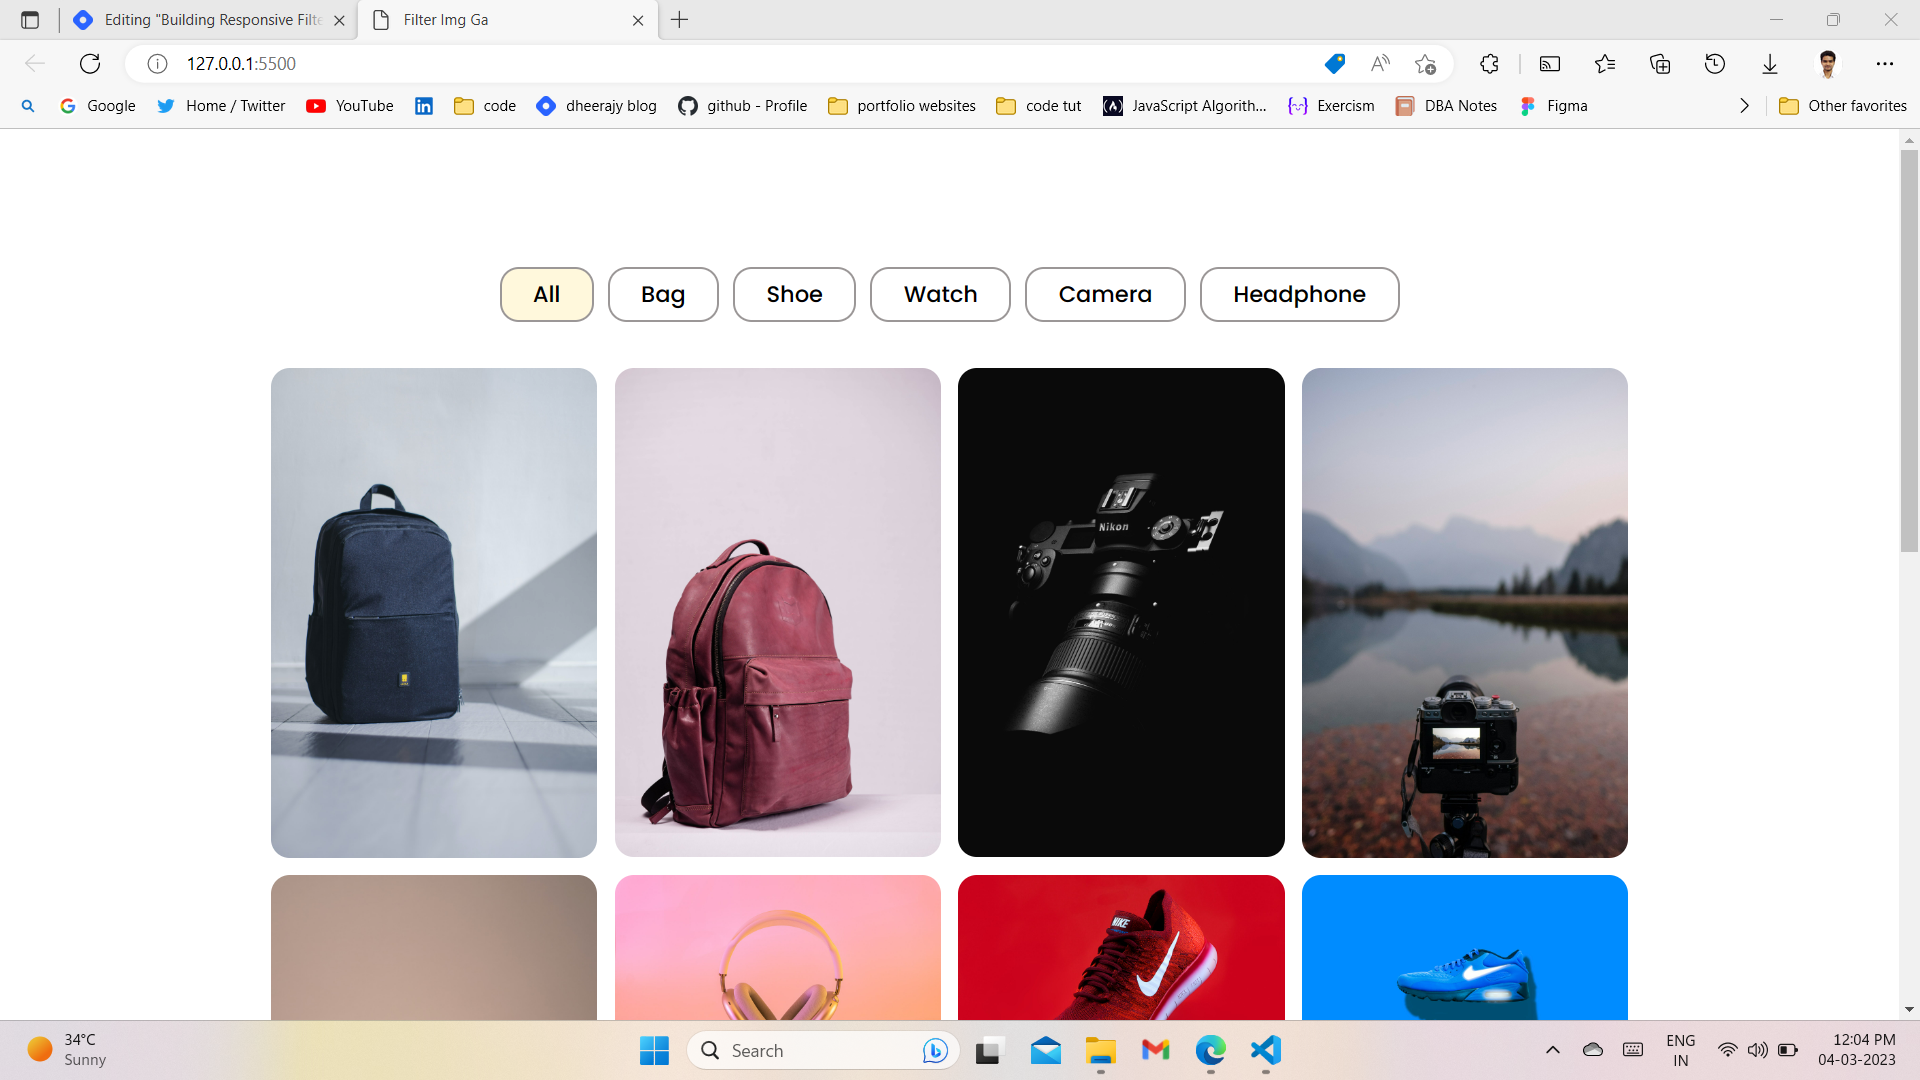 Editing "Building Responsive Filte
Filter Img Ga
127.0.0.1:5500
Google
Home / Twitter
YouTube
code
dheerajy blog
github - Profile
portfolio websites
code tut
JavaScript Algorith...
Exercism
DBA Notes
Figma
Other favorites
All
Bag
Shoe
Watch
Camera
Headphone
Nikon
NIKE
34°C
Sunny
Search
ENG
IN
12:04 PM
04-03-2023